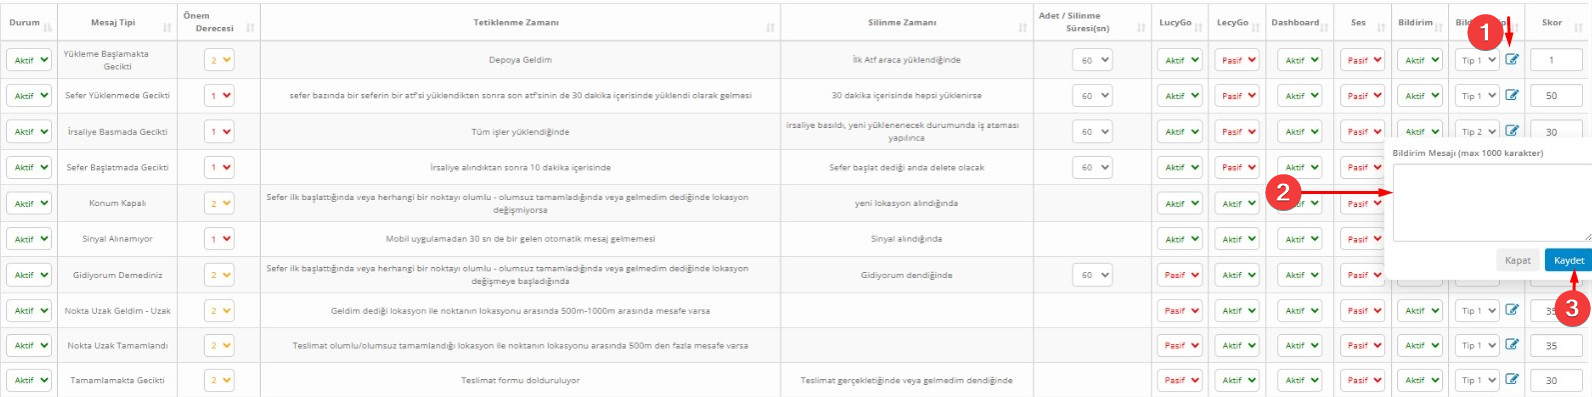 Durum Mesaj Tipi Önem Derecesi Tetiklenme Zamanı Silinme Zamanı Adet / Silinme Süresi(sn) LucyGo LecyGo Dashboard Ses Bildirim Skor
1
Aktif Yükleme Başlamakta Gecikti 2 Depoya Geldim İlk Atf araca yüklendiğinde 60 Aktif Pasif Aktif Pasif Aktif Tip 1 1
Aktif Sefer Yüklenmede Gecikti 1 sefer bazında bir seferin bir atf'si yüklendikten sonra son atf'sinin de 30 dakika içerisinde yüklendi olarak gelmesi 30 dakika içerisinde hepsi yüklenirse 60 Aktif Pasif Aktif Pasif Aktif Tip 1 50
Aktif İrsaliye Basmada Gecikti 1 Tüm işler yüklendiğinde irsaliye basıldı, yeni yüklenenecek durumunda iş ataması yapılınca 60 Aktif Pasif Aktif Pasif Aktif Tip 2 30
Aktif Sefer Başlatmada Gecikti 1 İrsaliye alındıktan sonra 10 dakika içerisinde Sefer başlat dediği anda delete olacak 60 Aktif Pasif Aktif Pasif
Bildirim Mesajı (max 1000 karakter)
2
Aktif Konum Kapalı 2 Sefer ilk başlattığında veya herhangi bir noktayı olumlu - olumsuz tamamladığında veya gelmedim dediğinde lokasyon değişmiyorsa yeni lokasyon alındığında Aktif Aktif Pasif
Aktif Sinyal Alınamıyor 1 Mobil uygulamadan 30 sn de bir gelen otomatik mesaj gelmemesi Sinyal alındığında Aktif Aktif Aktif Pasif
Aktif Gidiyorum Demediniz 2 Sefer ilk başlattığında veya herhangi bir noktayı olumlu - olumsuz tamamladığında veya gelmedim dediğinde lokasyon değişmeye başladığında Gidiyorum dendiğinde 60 Pasif Aktif Aktif Pasif
Kapat Kaydet
3
Aktif Nokta Uzak Geldim - Uzak 2 Geldim dediği lokasyon ile noktanın lokasyonu arasında 500m-1000m arasında mesafe varsa Pasif Aktif Aktif Pasif Aktif Tip 1
Aktif Nokta Uzak Tamamlandı 2 Teslimat olumlu/olumsuz tamamlandığı lokasyon ile noktanın lokasyonu arasında 500m den fazla mesafe varsa Pasif Aktif Aktif Pasif Aktif Tip 1 35
Aktif Tamamlamakta Gecikti 2 Teslimat formu dolduruluyor Teslimat gerçekletiğinde veya gelmedim dendiğinde Pasif Aktif Aktif Pasif Aktif Tip 1 30